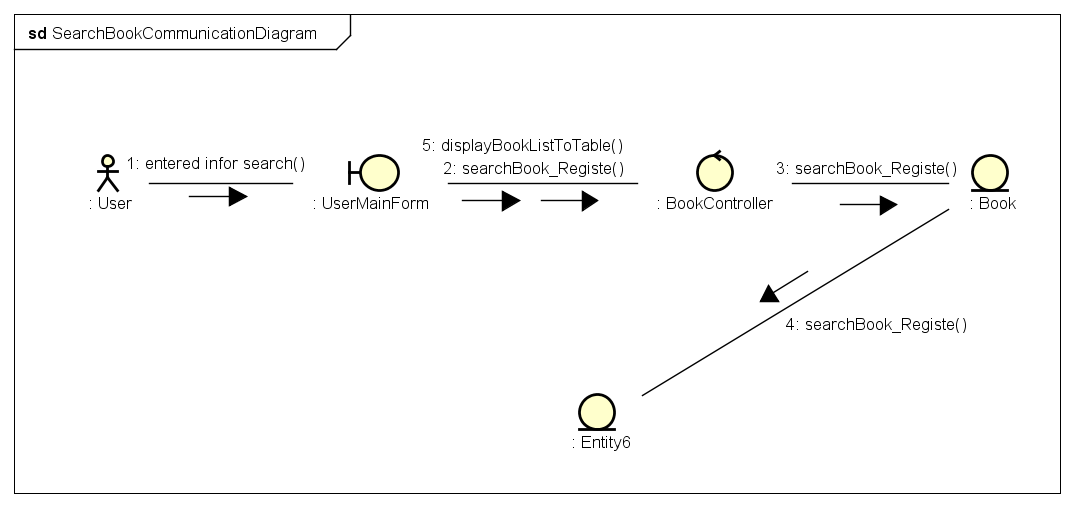 sd SearchBookCommunicationDiagram
5: displayBookListToTable()
1: entered infor search()
2: searchBook_Registe()
3: searchBook_Registe()
: User
: UserMainForm
: BookController
: Book
4: searchBook_Registe()
: Entity6